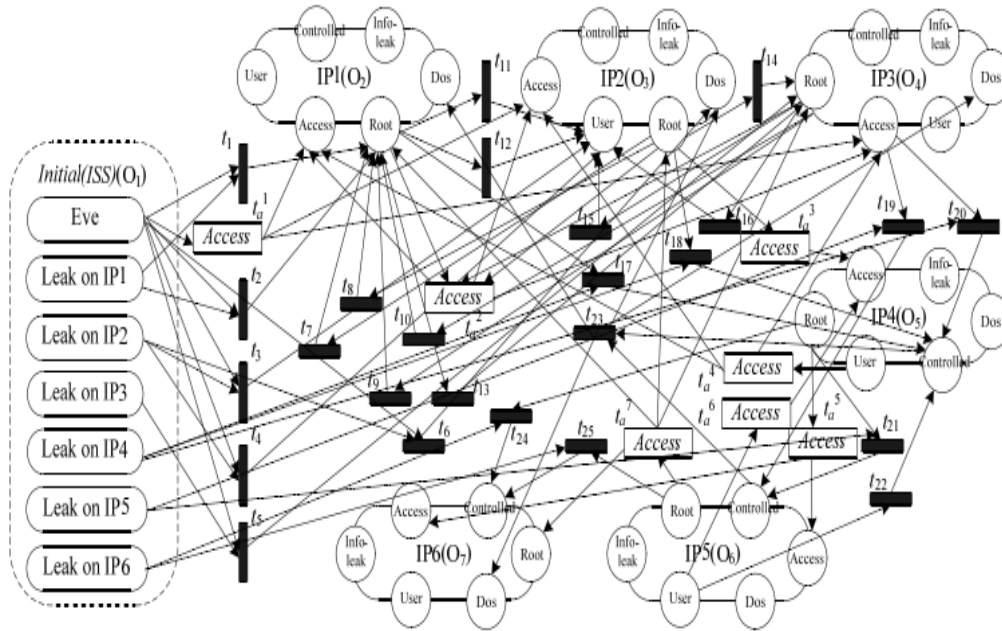 Controlled
Info-leak
User
IP1(O₂)
Dos
Access
Root
t₁₁
t₁₂
Controlled
Info-leak
Access
IP2(O₃)
Dos
User
Root
t₁₄
Controlled
Info-leak
Root
IP3(O₄)
Dos
Access
User
Initial(ISS)(O₁)
Eve
Leak on IP1
Leak on IP2
Leak on IP3
Leak on IP4
Leak on IP5
Leak on IP6
t₁
tₐ¹
Access
t₂
t₃
t₄
t₅
t₇
t₈
t₁₀
Access
tₐ²
t₉
t₁₃
t₆
t₂₄
t₁₅
t₁₇
t₂₃
t₁₈
t₁₆
tₐ³
Access
t₁₉
t₂₀
Access
Info-leak
Root
IP4(O₅)
Dos
User
Controlled
tₐ⁴
Access
tₐ⁵
Access
tₐ⁶
Access
tₐ⁷
Access
t₂₁
t₂₂
t₂₅
Access
Controlled
Info-leak
IP6(O₇)
Root
User
Dos
Root
Controlled
Info-leak
IP5(O₆)
Access
User
Dos